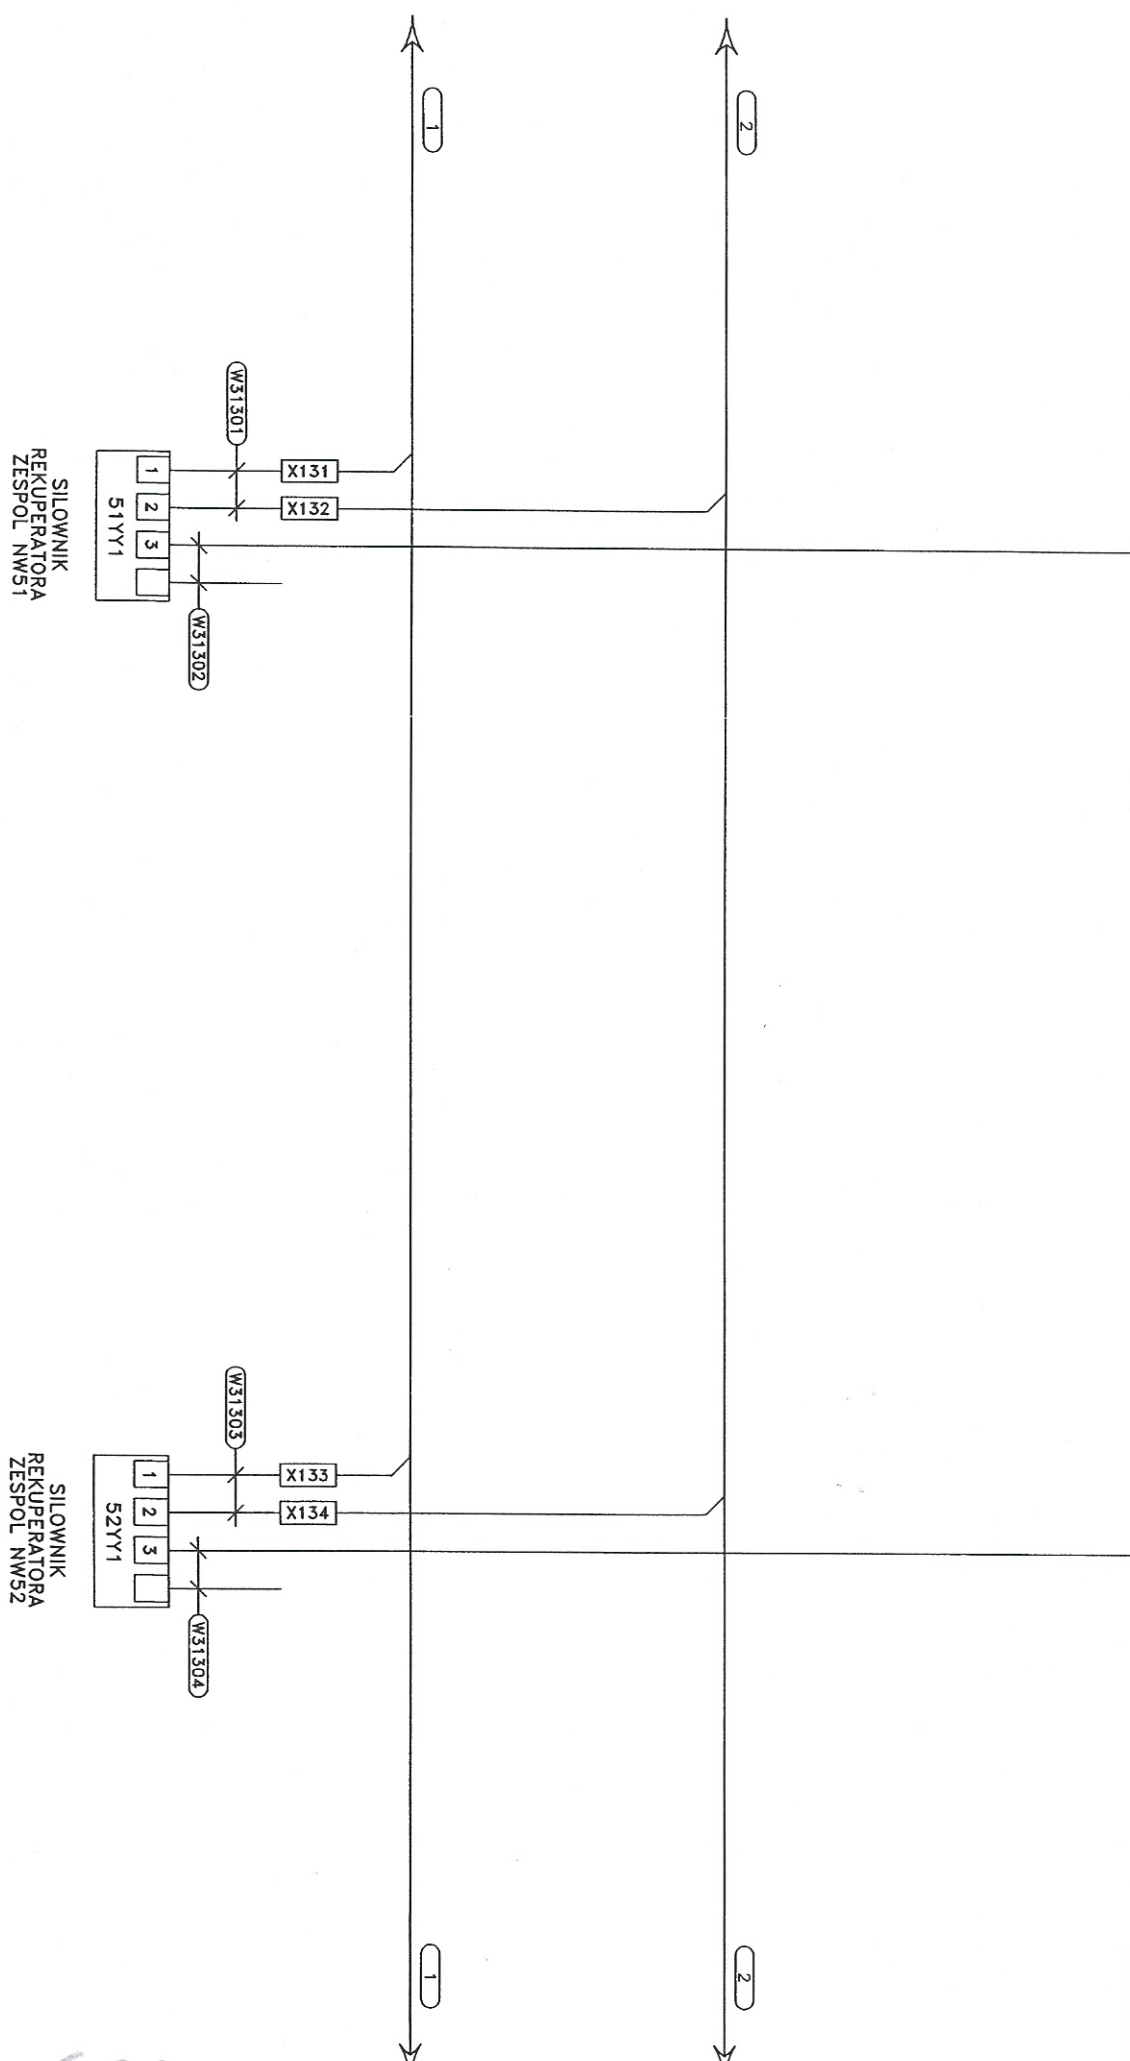 1
2
W31301
X131
X132
1
2
3
51YY1
W31302
SILOWNIK
REKUPERATORA
ZESPOL NW51
W31303
X133
X134
1
2
3
52YY1
W31304
SILOWNIK
REKUPERATORA
ZESPOL NW52
1
2